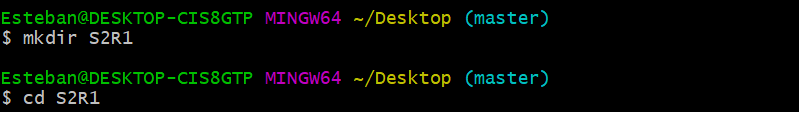 Esteban@DESKTOP-CIS8GTP MINGW64 ~/Desktop (master)
$ mkdir S2R1
Esteban@DESKTOP-CIS8GTP MINGW64 ~/Desktop (master)
$ cd S2R1